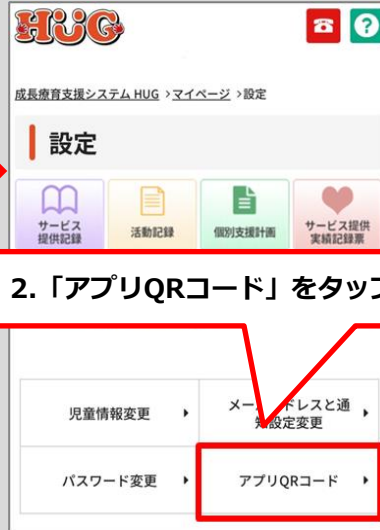 HUG
成長療育支援システム HUG >マイページ >設定
設定
サービス
提供記録
活動記録
個別支援計画
サービス提供
実績記録票
2.「アプリQRコード」をタップ
児童情報変更
メー ドレスと通
知設定変更
パスワード変更
アプリQRコード